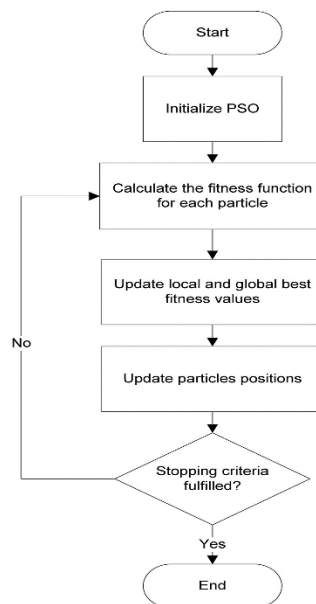 Start
Initialize PSO
Calculate the fitness function
for each particle
Update local and global best
fitness values
No
Update particles positions
Stopping criteria
fulfilled?
Yes
End